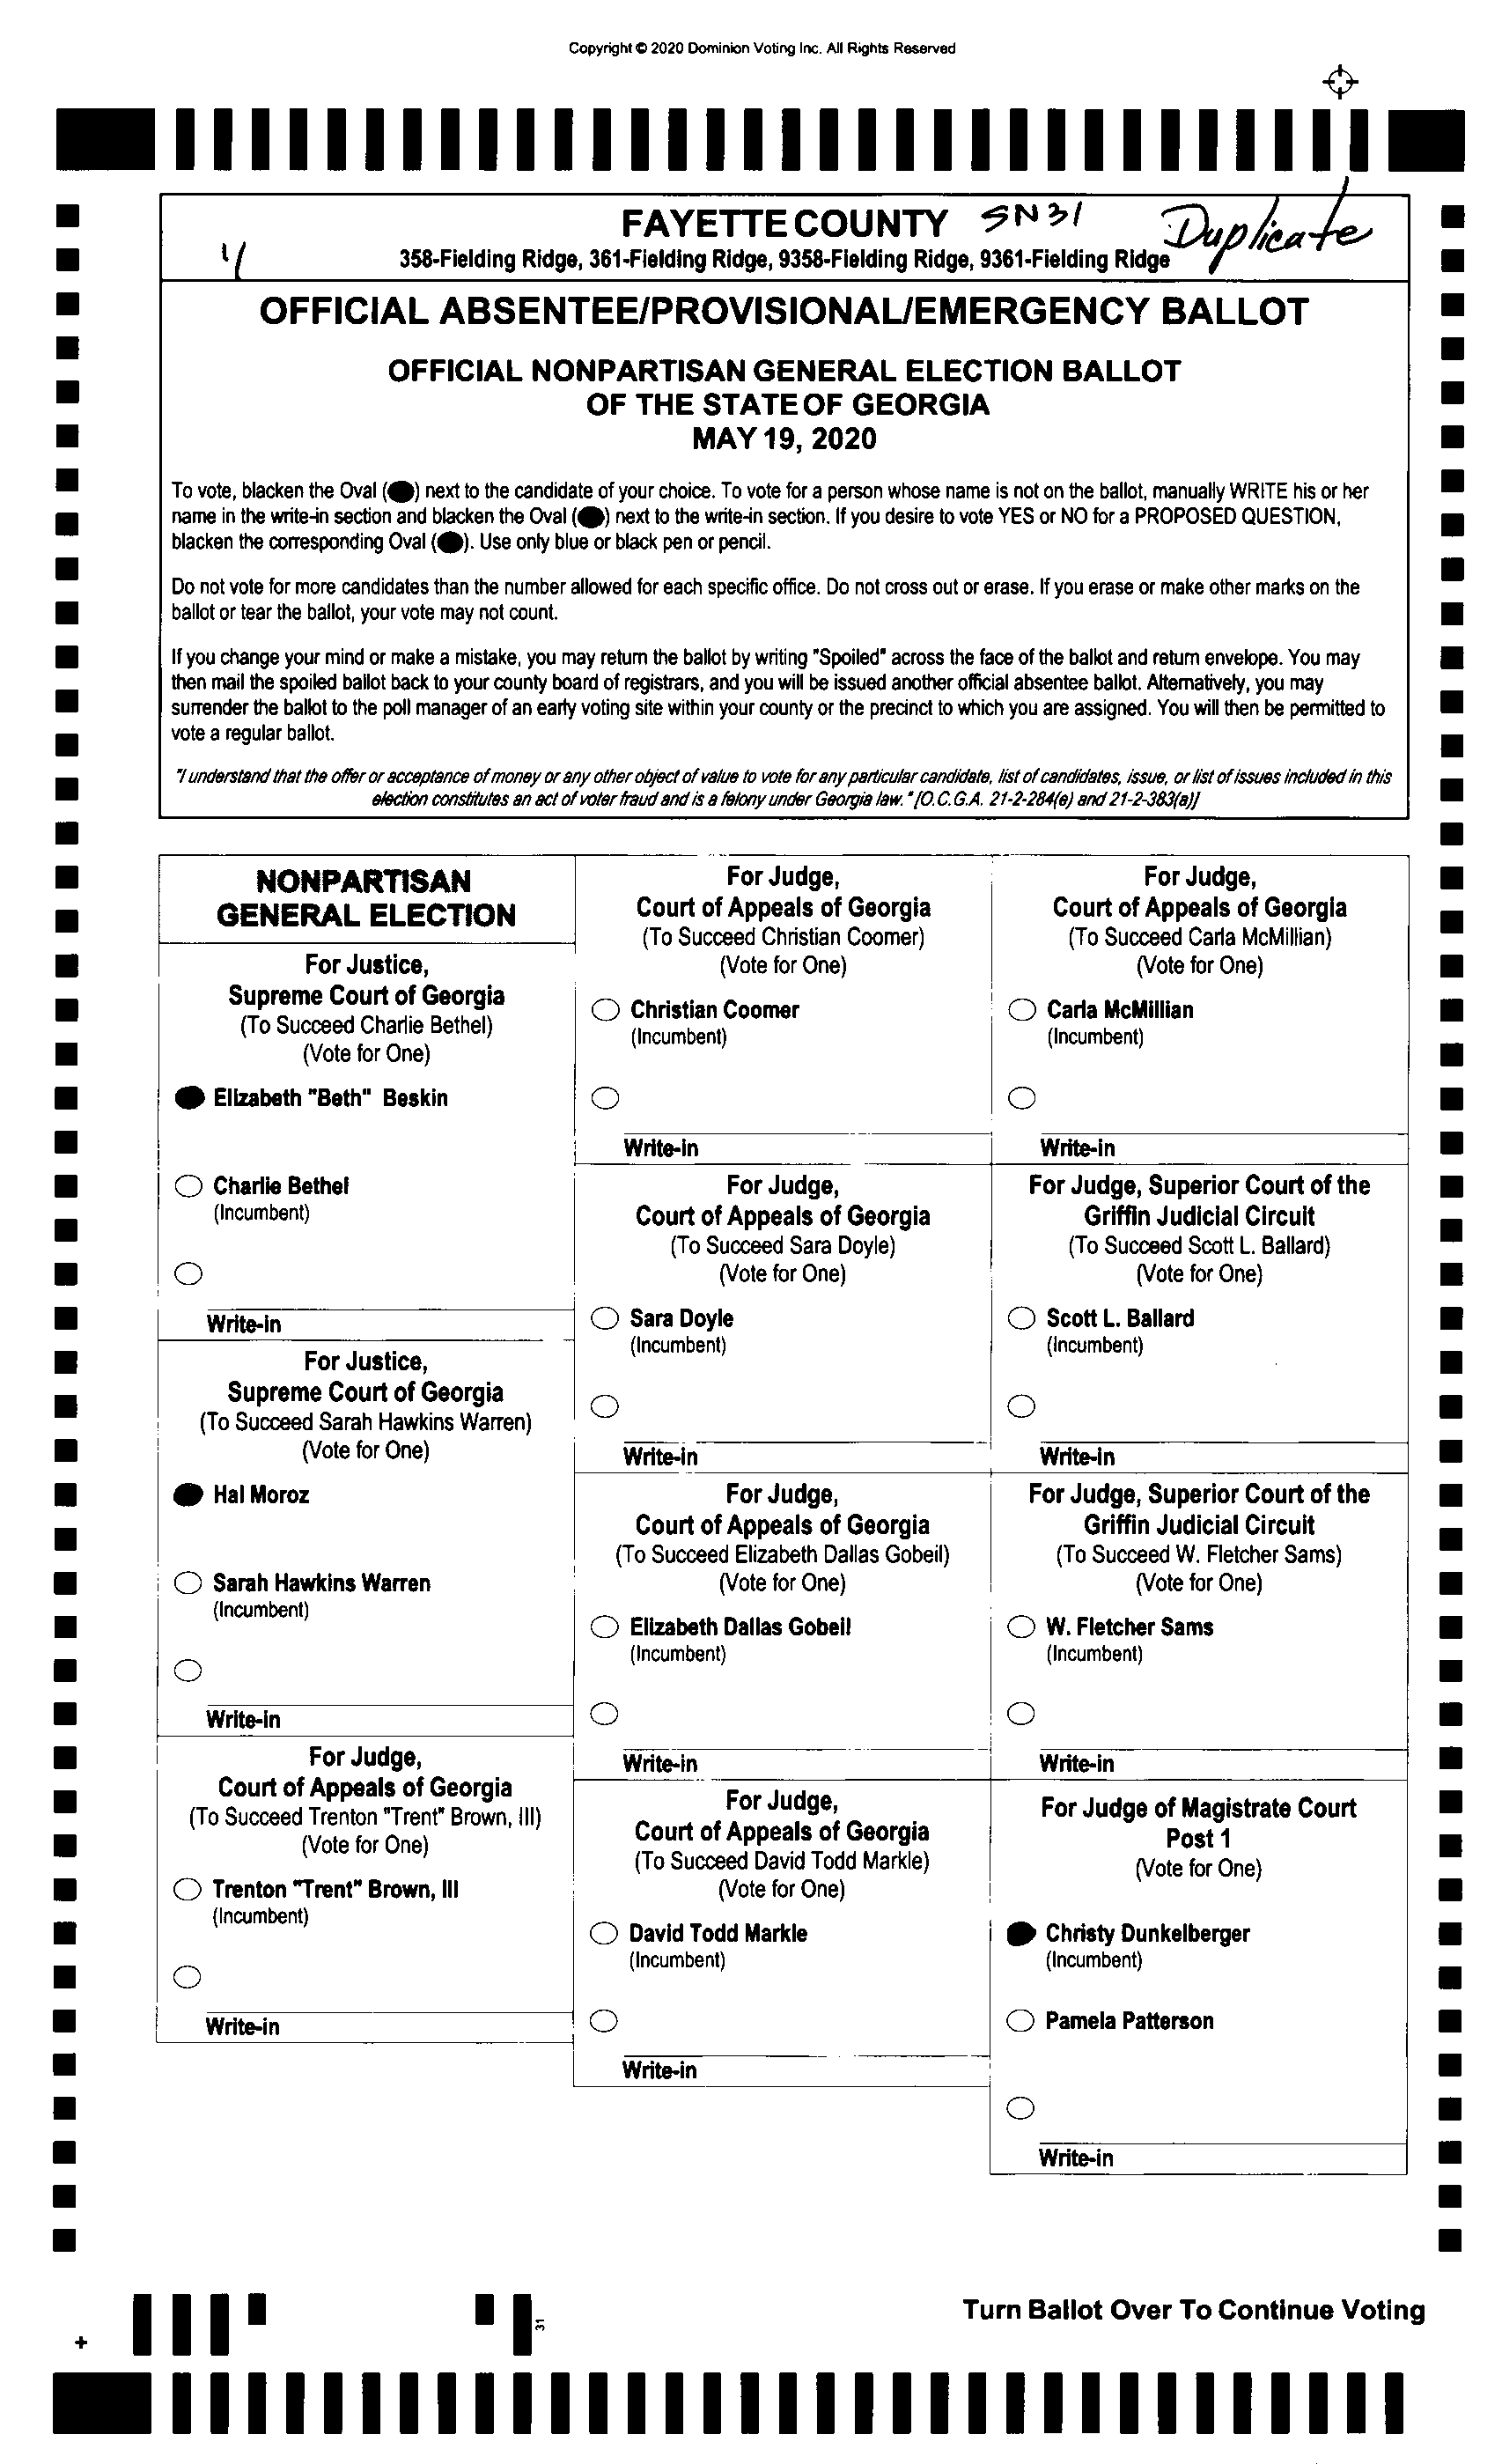 Copyright © 2020 Dominion Voting Inc. All Rights Reserved
FAYETTE COUNTY SN31 Duplicate
358-Fielding Ridge, 361-Fielding Ridge, 9358-Fielding Ridge, 9361-Fielding Ridge
OFFICIAL ABSENTEE/PROVISIONAL/EMERGENCY BALLOT
OFFICIAL NONPARTISAN GENERAL ELECTION BALLOT
OF THE STATE OF GEORGIA
MAY 19, 2020
To vote, blacken the Oval () next to the candidate of your choice. To vote for a person whose name is not on the ballot, manually WRITE his or her
name in the write-in section and blacken the Oval () next to the write-in section. If you desire to vote YES or NO for a PROPOSED QUESTION,
blacken the corresponding Oval (). Use only blue or black pen or pencil.
Do not vote for more candidates than the number allowed for each specific office. Do not cross out or erase. If you erase or make other marks on the
ballot or tear the ballot, your vote may not count.
If you change your mind or make a mistake, you may return the ballot by writing "Spoiled" across the face of the ballot and return envelope. You may
then mail the spoiled ballot back to your county board of registrars, and you will be issued another official absentee ballot. Alternatively, you may
surrender the ballot to the poll manager of an early voting site within your county or the precinct to which you are assigned. You will then be permitted to
vote a regular ballot.
"I understand that the offer or acceptance of money or any other object of value to vote for any particular candidate, list of candidates, issue, or list of issues included in this
election constitutes an act of voter fraud and is a felony under Georgia law." [O.C.G.A. 21-2-284(e) and 21-2-383(a)]
NONPARTISAN
GENERAL ELECTION
For Justice,
Supreme Court of Georgia
(To Succeed Charlie Bethel)
(Vote for One)
Elizabeth "Beth" Beskin
Charlie Bethel
(Incumbent)
Write-in
For Justice,
Supreme Court of Georgia
(To Succeed Sarah Hawkins Warren)
(Vote for One)
Hal Moroz
Sarah Hawkins Warren
(Incumbent)
Write-in
For Judge,
Court of Appeals of Georgia
(To Succeed Trenton "Trent" Brown, III)
(Vote for One)
Trenton "Trent" Brown, III
(Incumbent)
Write-in
For Judge,
Court of Appeals of Georgia
(To Succeed Christian Coomer)
(Vote for One)
Christian Coomer
(Incumbent)
Write-in
For Judge,
Court of Appeals of Georgia
(To Succeed Sara Doyle)
(Vote for One)
Sara Doyle
(Incumbent)
Write-in
For Judge,
Court of Appeals of Georgia
(To Succeed Elizabeth Dallas Gobeil)
(Vote for One)
Elizabeth Dallas Gobeil
(Incumbent)
Write-in
For Judge,
Court of Appeals of Georgia
(To Succeed David Todd Markle)
(Vote for One)
David Todd Markle
(Incumbent)
Write-in
For Judge,
Court of Appeals of Georgia
(To Succeed Carla McMillian)
(Vote for One)
Carla McMillian
(Incumbent)
Write-in
For Judge, Superior Court of the
Griffin Judicial Circuit
(To Succeed Scott L. Ballard)
(Vote for One)
Scott L. Ballard
(Incumbent)
Write-in
For Judge, Superior Court of the
Griffin Judicial Circuit
(To Succeed W. Fletcher Sams)
(Vote for One)
W. Fletcher Sams
(Incumbent)
Write-in
For Judge of Magistrate Court
Post 1
(Vote for One)
Christy Dunkelberger
(Incumbent)
Pamela Patterson
Write-in
Turn Ballot Over To Continue Voting
31